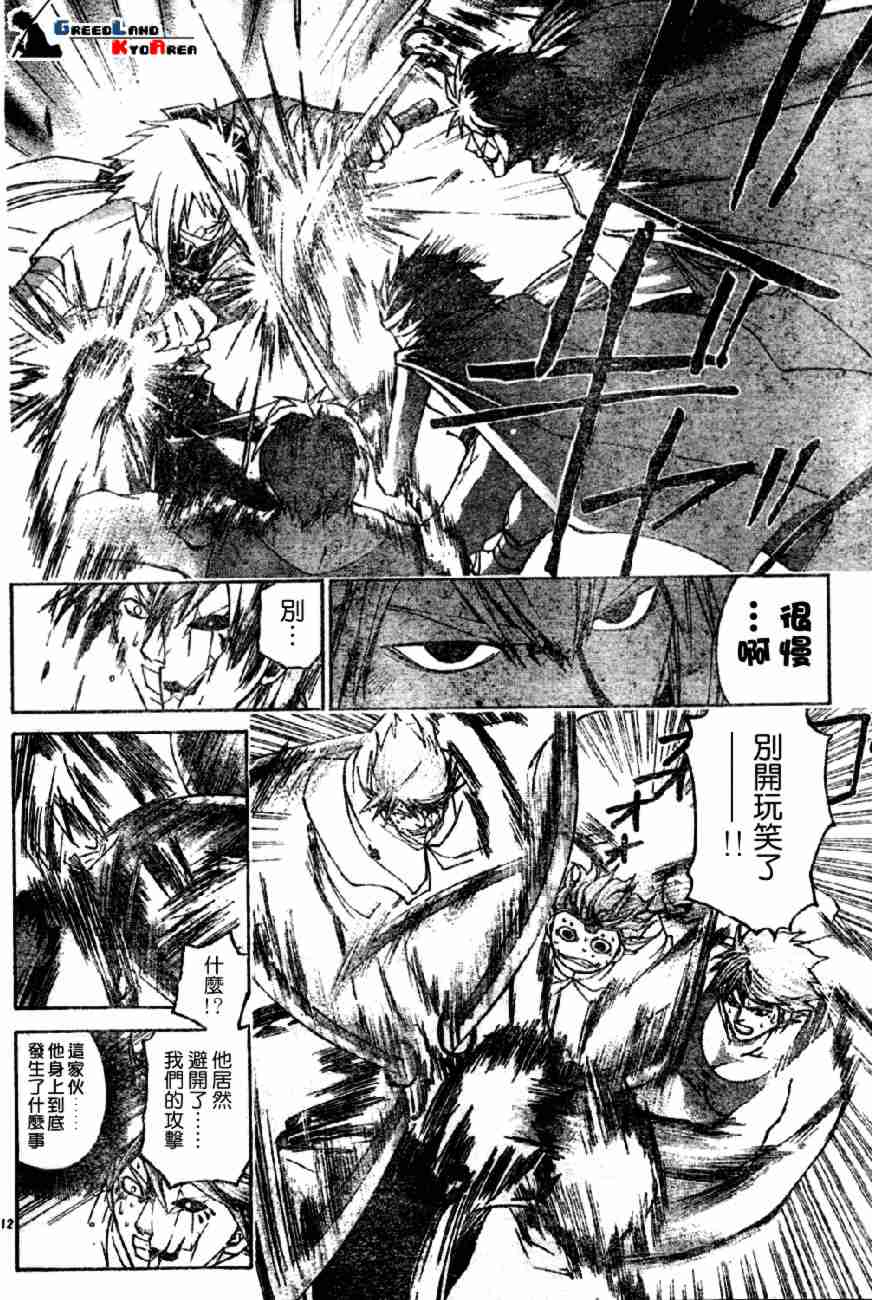 GREEDLAND
KYOAREA
很慢
…啊
別…
別開玩笑了
——!!
什麼!?
他居然
避開了……
我們的攻擊
這家伙……
他身上到底
發生了什麼事
12